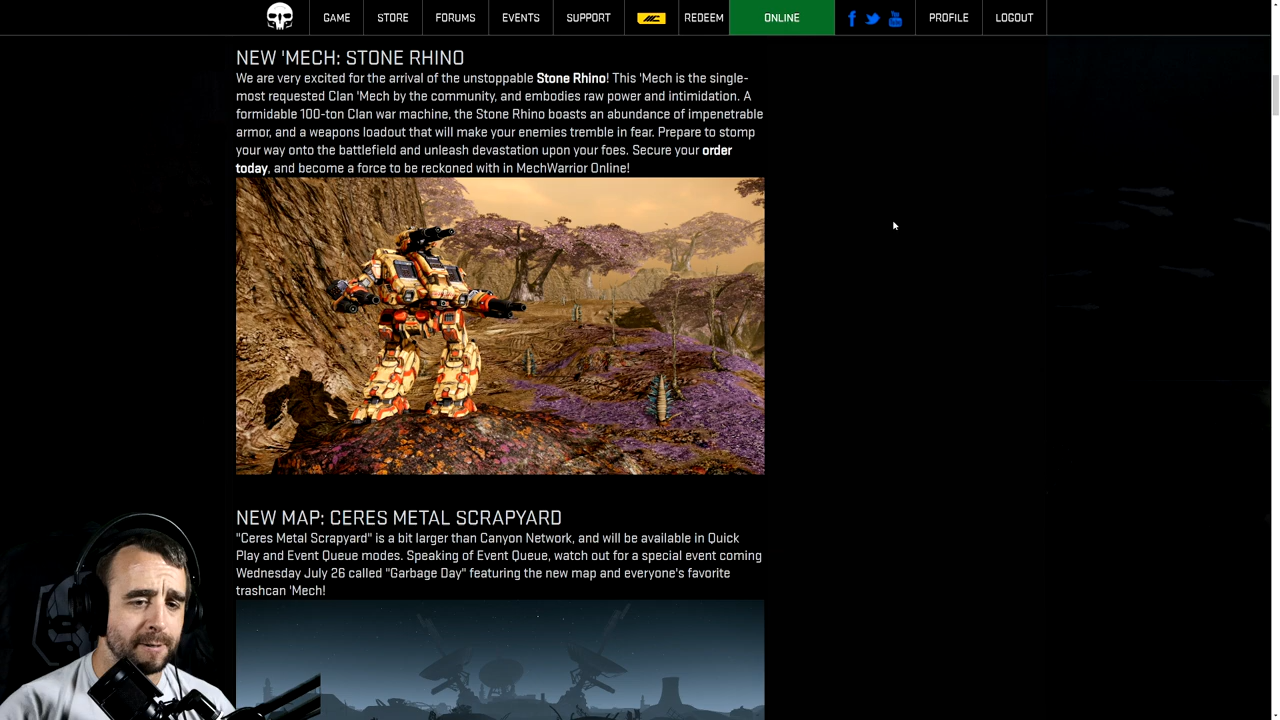 GAME STORE FORUMS EVENTS SUPPORT MC REDEEM ONLINE f You Tube PROFILE LOGOUT
NEW 'MECH: STONE RHINO
We are very excited for the arrival of the unstoppable Stone Rhino! This 'Mech is the single-
most requested Clan 'Mech by the community, and embodies raw power and intimidation. A
formidable 100-ton Clan war machine, the Stone Rhino boasts an abundance of impenetrable
armor, and a weapons loadout that will make your enemies tremble in fear. Prepare to stomp
your way onto the battlefield and unleash devastation upon your foes. Secure your order
today, and become a force to be reckoned with in MechWarrior Online!
NEW MAP: CERES METAL SCRAPYARD
"Ceres Metal Scrapyard" is a bit larger than Canyon Network, and will be available in Quick
Play and Event Queue modes. Speaking of Event Queue, watch out for a special event coming
Wednesday July 26 called "Garbage Day" featuring the new map and everyone's favorite
trashcan 'Mech!